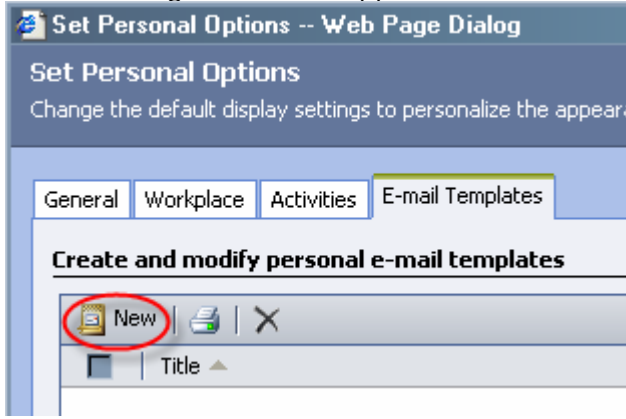 Set Personal Options -- Web Page Dialog
Set Personal Options
Change the default display settings to personalize the
General Workplace Activities E-mail Templates
Create and modify personal e-mail templates
New
Title